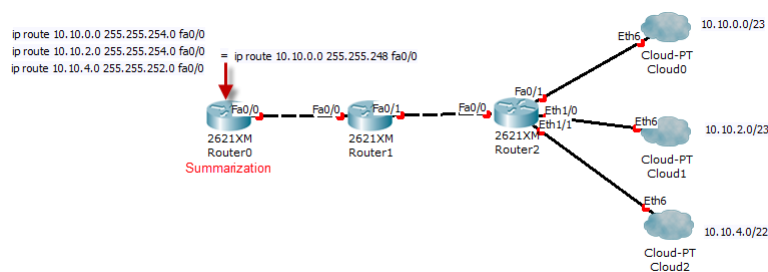 ip route 10.10.0.0 255.255.254.0 fa0/0
ip route 10.10.2.0 255.255.254.0 fa0/0
ip route 10.10.4.0 255.255.252.0 fa0/0
= ip route 10.10.0.0 255.255.248 fa0/0
Fa0/0
2621XM
Router0
Summarization
Fa0/0
Fa0/1
2621XM
Router1
Fa0/0
Fa0/1
Eth1/0
Eth1/1
2621XM
Router2
Eth6
10.10.0.0/23
Cloud-PT
Cloud0
Eth6
10.10.2.0/23
Cloud-PT
Cloud1
Eth6
10.10.4.0/22
Cloud-PT
Cloud2